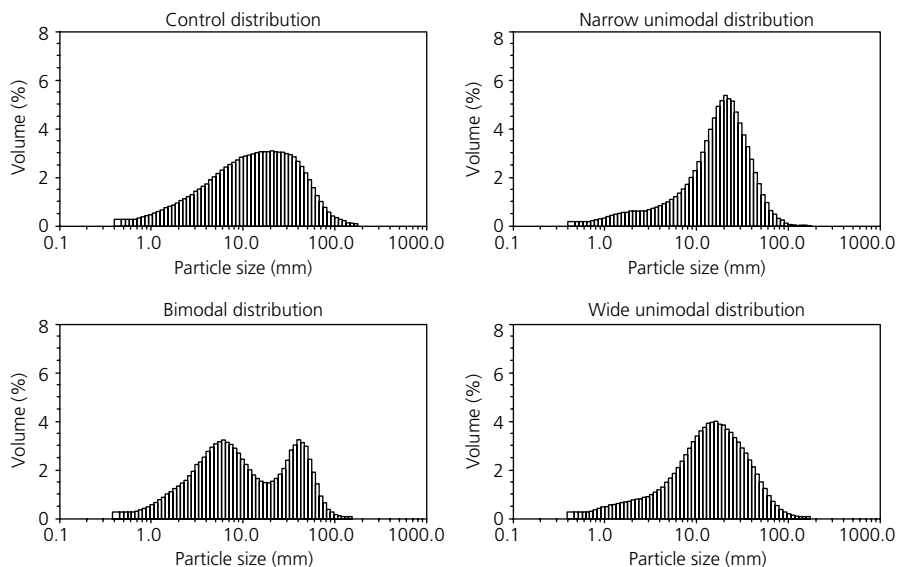 Control distribution
8
6
4
2
0
Volume (%)
0.1 1.0 10.0 100.0 1000.0
Particle size (mm)
Narrow unimodal distribution
8
6
4
2
0
Volume (%)
0.1 1.0 10.0 100.0 1000.0
Particle size (mm)
Bimodal distribution
8
6
4
2
0
Volume (%)
0.1 1.0 10.0 100.0 1000.0
Particle size (mm)
Wide unimodal distribution
8
6
4
2
0
Volume (%)
0.1 1.0 10.0 100.0 1000.0
Particle size (mm)